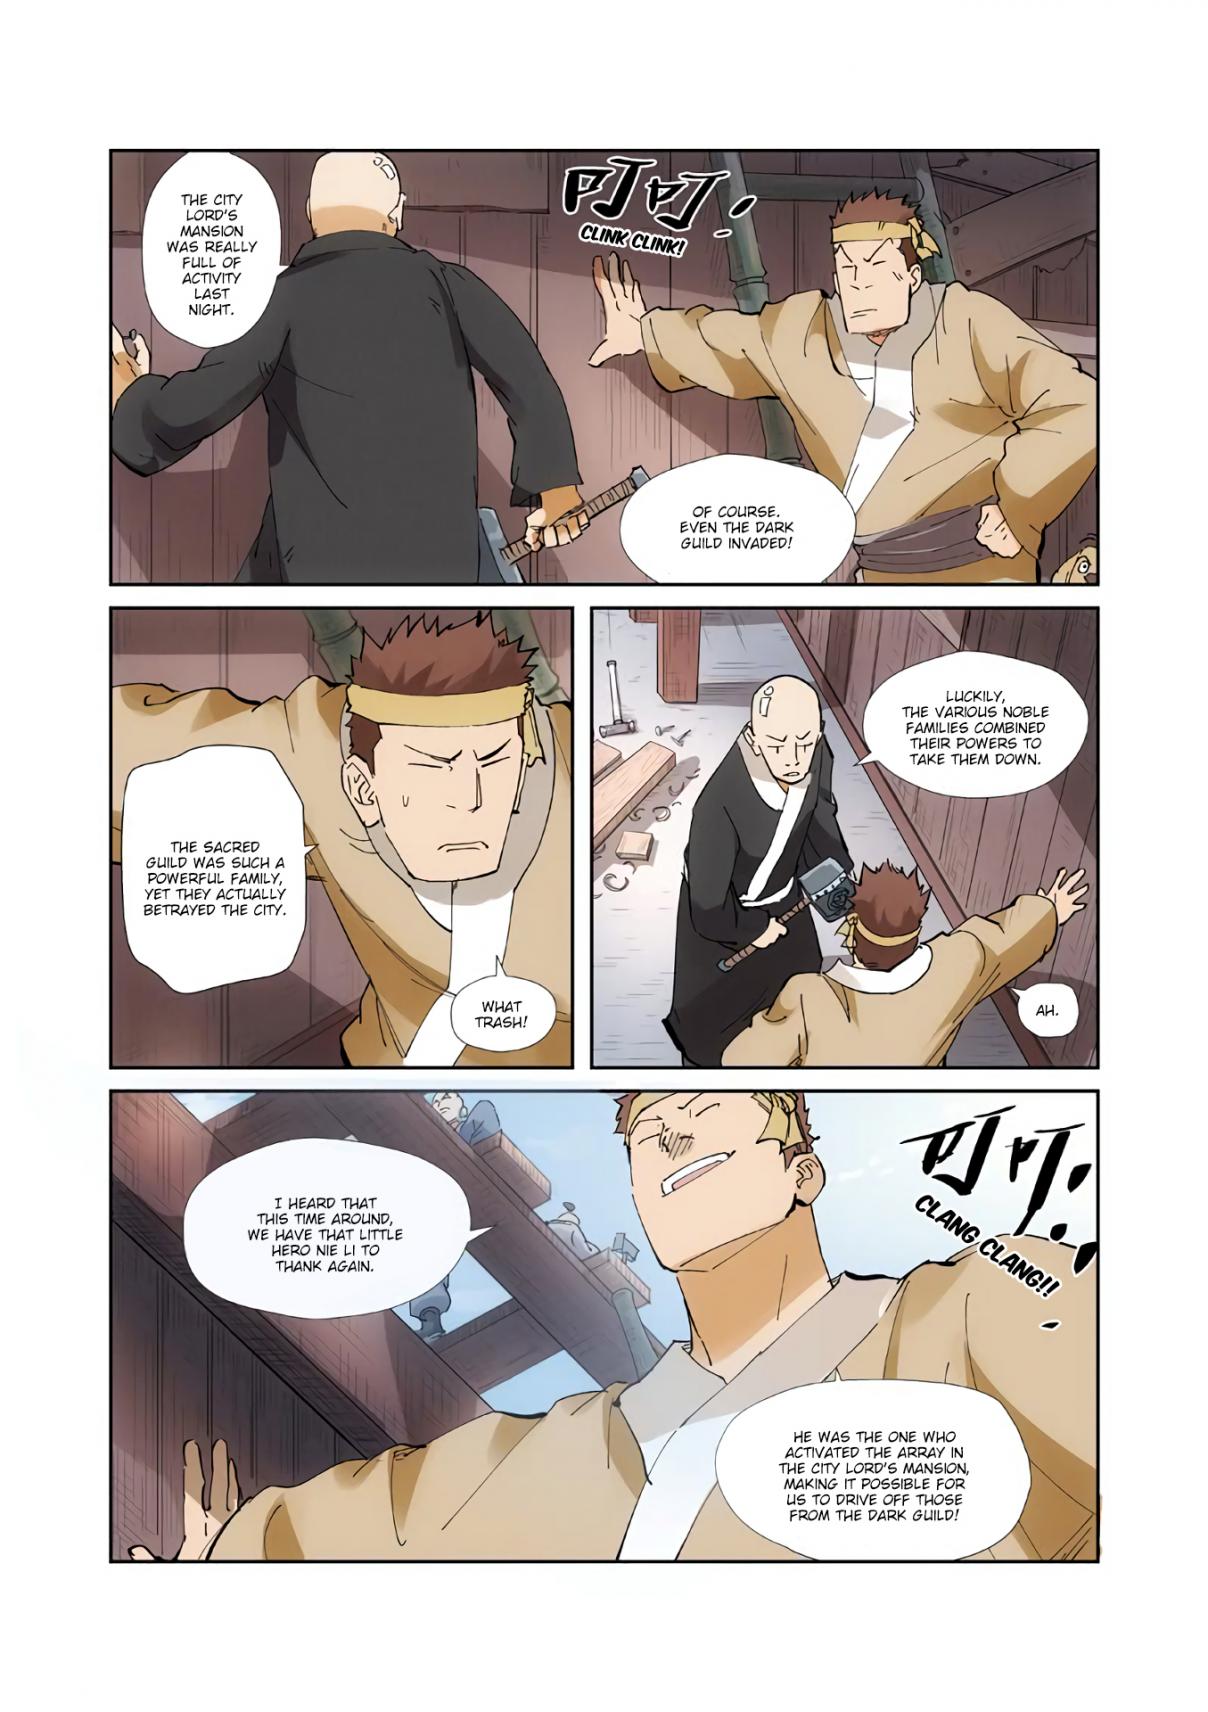 THE CITY
LORD'S
MANSION
WAS REALLY
FULL OF
ACTIVITY
LAST
NIGHT.
叮叮
CLINK CLINK!
OF COURSE.
EVEN THE DARK
GUILD INVADED!
THE SACRED
GUILD WAS SUCH A
POWERFUL FAMILY,
YET THEY ACTUALLY
BETRAYED THE CITY.
WHAT
TRASH!
LUCKILY,
THE VARIOUS NOBLE
FAMILIES COMBINED
THEIR POWERS TO
TAKE THEM DOWN.
AH.
I HEARD THAT
THIS TIME AROUND,
WE HAVE THAT LITTLE
HERO NIE LI TO
THANK AGAIN.
叮叮
CLANG CLANG!!
HE WAS THE ONE WHO
ACTIVATED THE ARRAY IN
THE CITY LORD'S MANSION,
MAKING IT POSSIBLE FOR
US TO DRIVE OFF THOSE
FROM THE DARK GUILD!